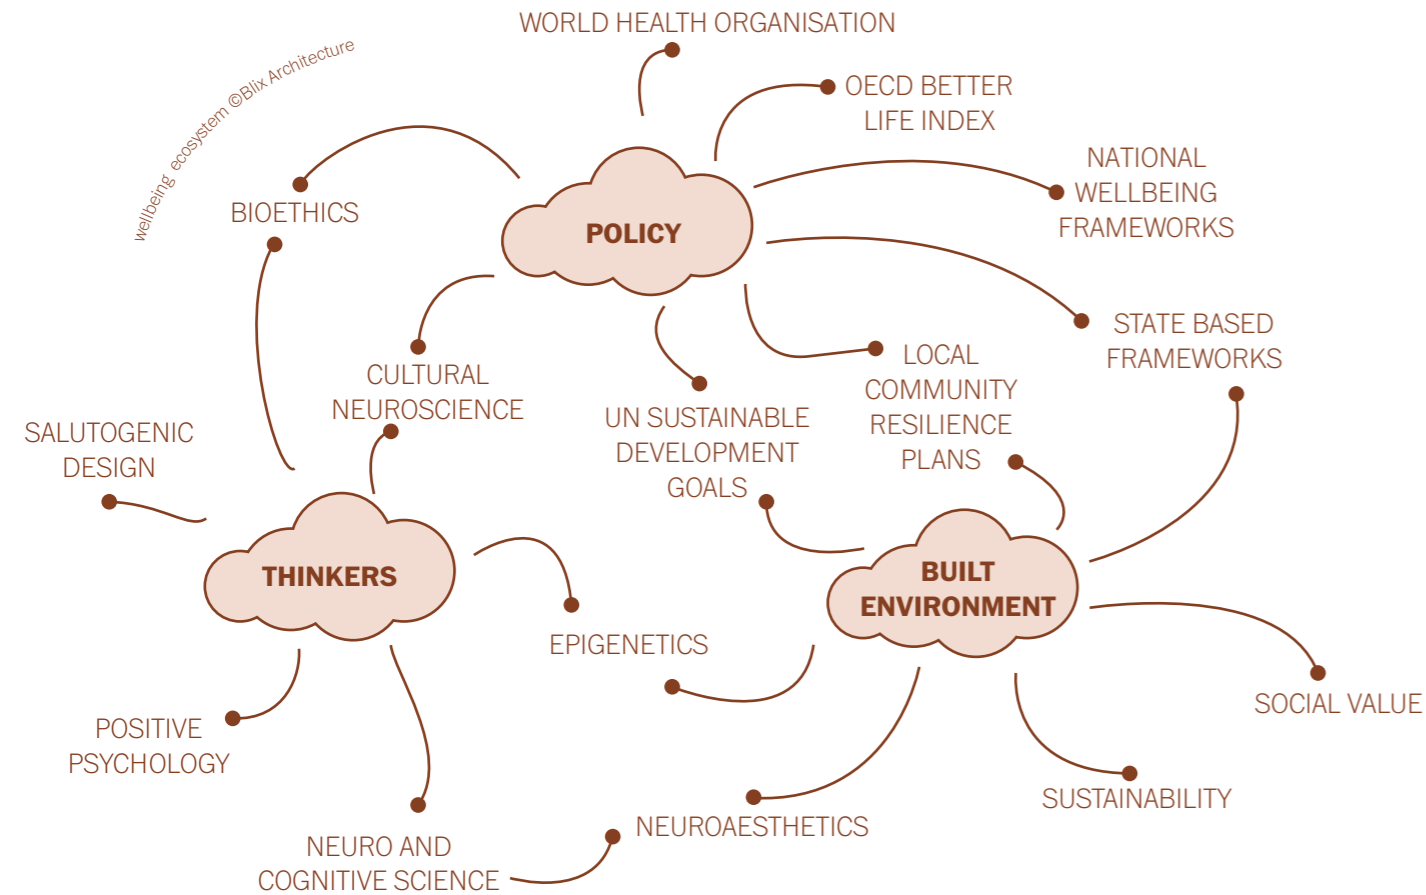 WORLD HEALTH ORGANISATION
wellbeing ecosystem ©Blix Architecture
OECD BETTER
LIFE INDEX
NATIONAL
WELLBEING
FRAMEWORKS
BIOETHICS
POLICY
STATE BASED
FRAMEWORKS
LOCAL
COMMUNITY
RESILIENCE
PLANS
CULTURAL
NEUROSCIENCE
UN SUSTAINABLE
DEVELOPMENT
GOALS
SALUTOGENIC
DESIGN
THINKERS
BUILT
ENVIRONMENT
EPIGENETICS
SOCIAL VALUE
POSITIVE
PSYCHOLOGY
SUSTAINABILITY
NEUROAESTHETICS
NEURO AND
COGNITIVE SCIENCE